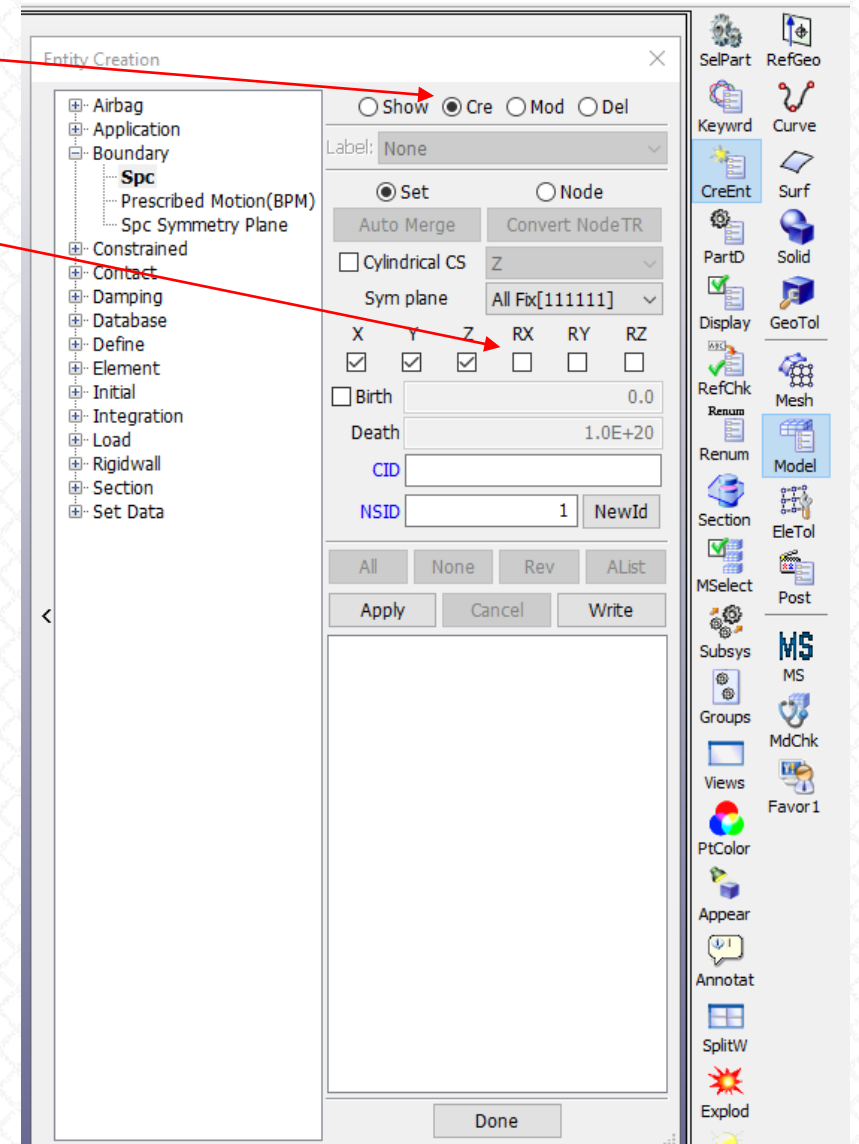 Entity Creation
Airbag
Application
Boundary
Spc
Prescribed Motion(BPM)
Spc Symmetry Plane
Constrained
Contact
Damping
Database
Define
Element
Initial
Integration
Load
Rigidwall
Section
Set Data
Show Cre Mod Del
Label: None
Set Node
Auto Merge Convert NodeTR
Cylindrical CS Z
Sym plane All Fix[111111]
X Y Z RX RY RZ
Birth 0.0
Death 1.0E+20
CID
NSID 1 NewId
All None Rev AList
Apply Cancel Write
Done
SelPart RefGeo
Keywrd Curve
CreEnt Surf
PartD Solid
Display GeoTol
RefChk Mesh
Renum
Renum Model
Section EleTol
MSelect Post
Subsys MS
MS
Groups MdChk
Views Favor1
PtColor
Appear
Annotat
SplitW
Explod